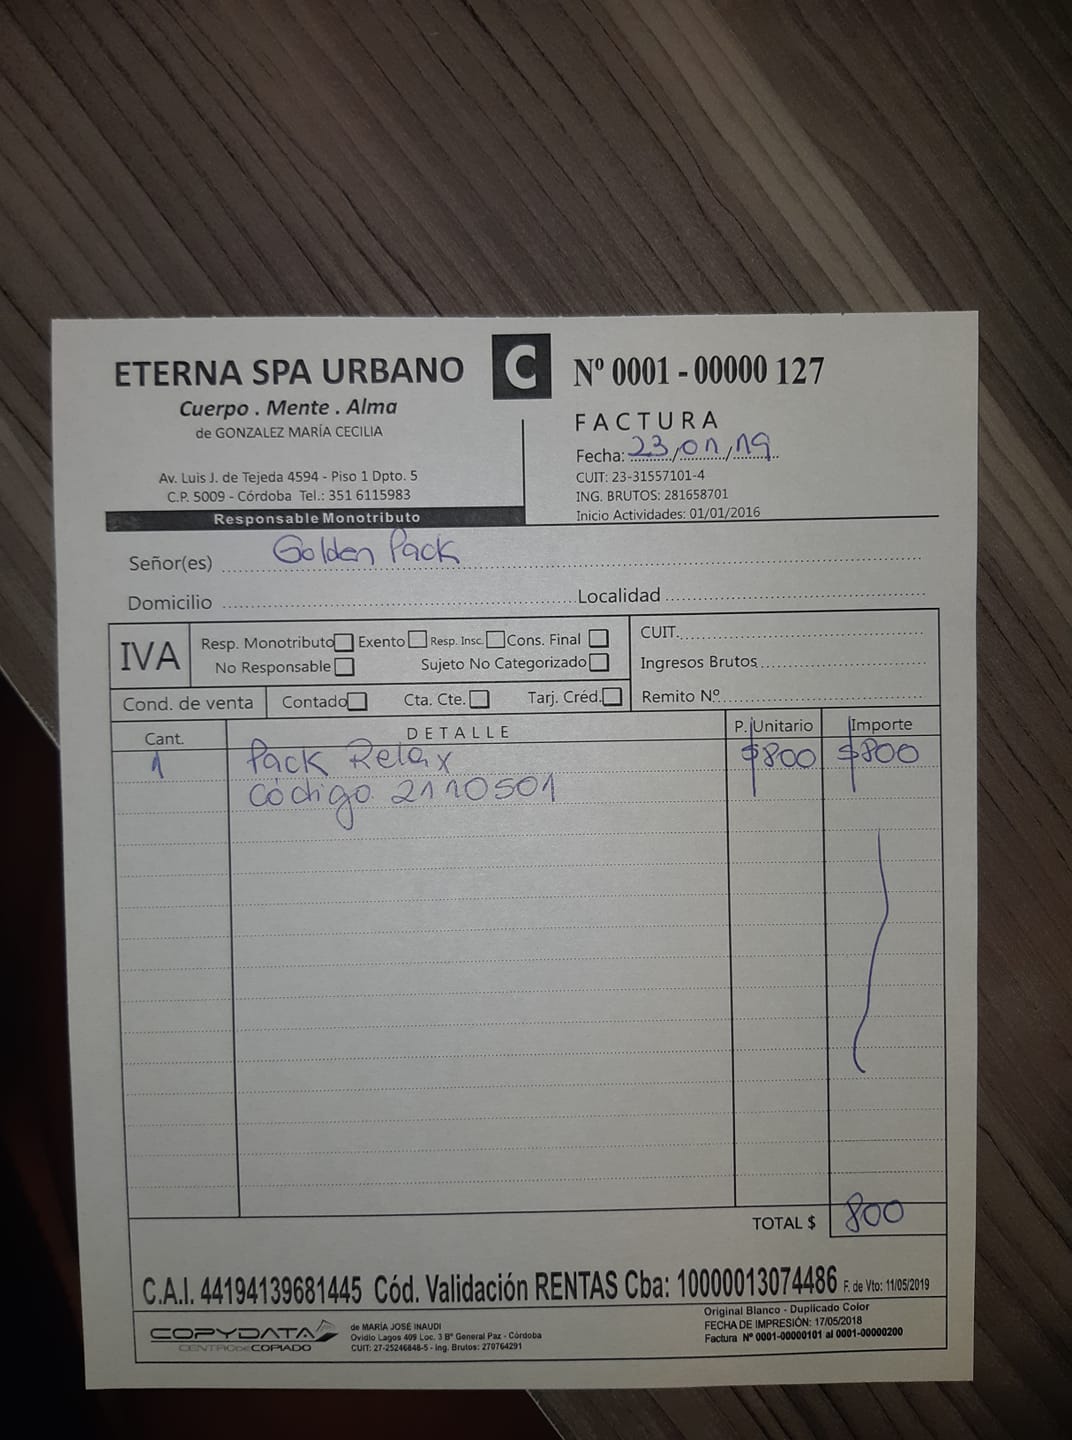 ETERNA SPA URBANO
Cuerpo . Mente . Alma
de GONZALEZ MARÍA CECILIA
Av. Luis J. de Tejeda 4594 - Piso 1 Dpto. 5
C.P. 5009 - Córdoba Tel.: 351 6115983
Responsable Monotributo
C
Nº 0001 - 00000 127
FACTURA
Fecha: 23/01/19
CUIT: 23-31557101-4
ING. BRUTOS: 281658701
Inicio Actividades: 01/01/2016
Señor(es) Golden Pack
Domicilio Localidad
IVA
Resp. Monotributo Exento Resp. Insc. Cons. Final
No Responsable Sujeto No Categorizado
CUIT.
Ingresos Brutos
Cond. de venta Contado Cta. Cte. Tarj. Créd. Remito Nº
Cant. DETALLE P. Unitario Importe
1 Pack Relax $800 $800
Código 2110501
TOTAL $ 800
C.A.I. 44194139681445 Cód. Validación RENTAS Cba: 10000013074486 F. de Vto: 11/05/2019
COPYDATA
CENTRO DE COPIADO
de MARÍA JOSÉ INAUDI
Ovidio Lagos 409 Loc. 3 Bº General Paz - Córdoba
CUIT: 27-25246848-5 - Ing. Brutos: 270764291
Original Blanco - Duplicado Color
FECHA DE IMPRESIÓN: 17/05/2018
Factura Nº 0001-00000101 al 0001-00000200